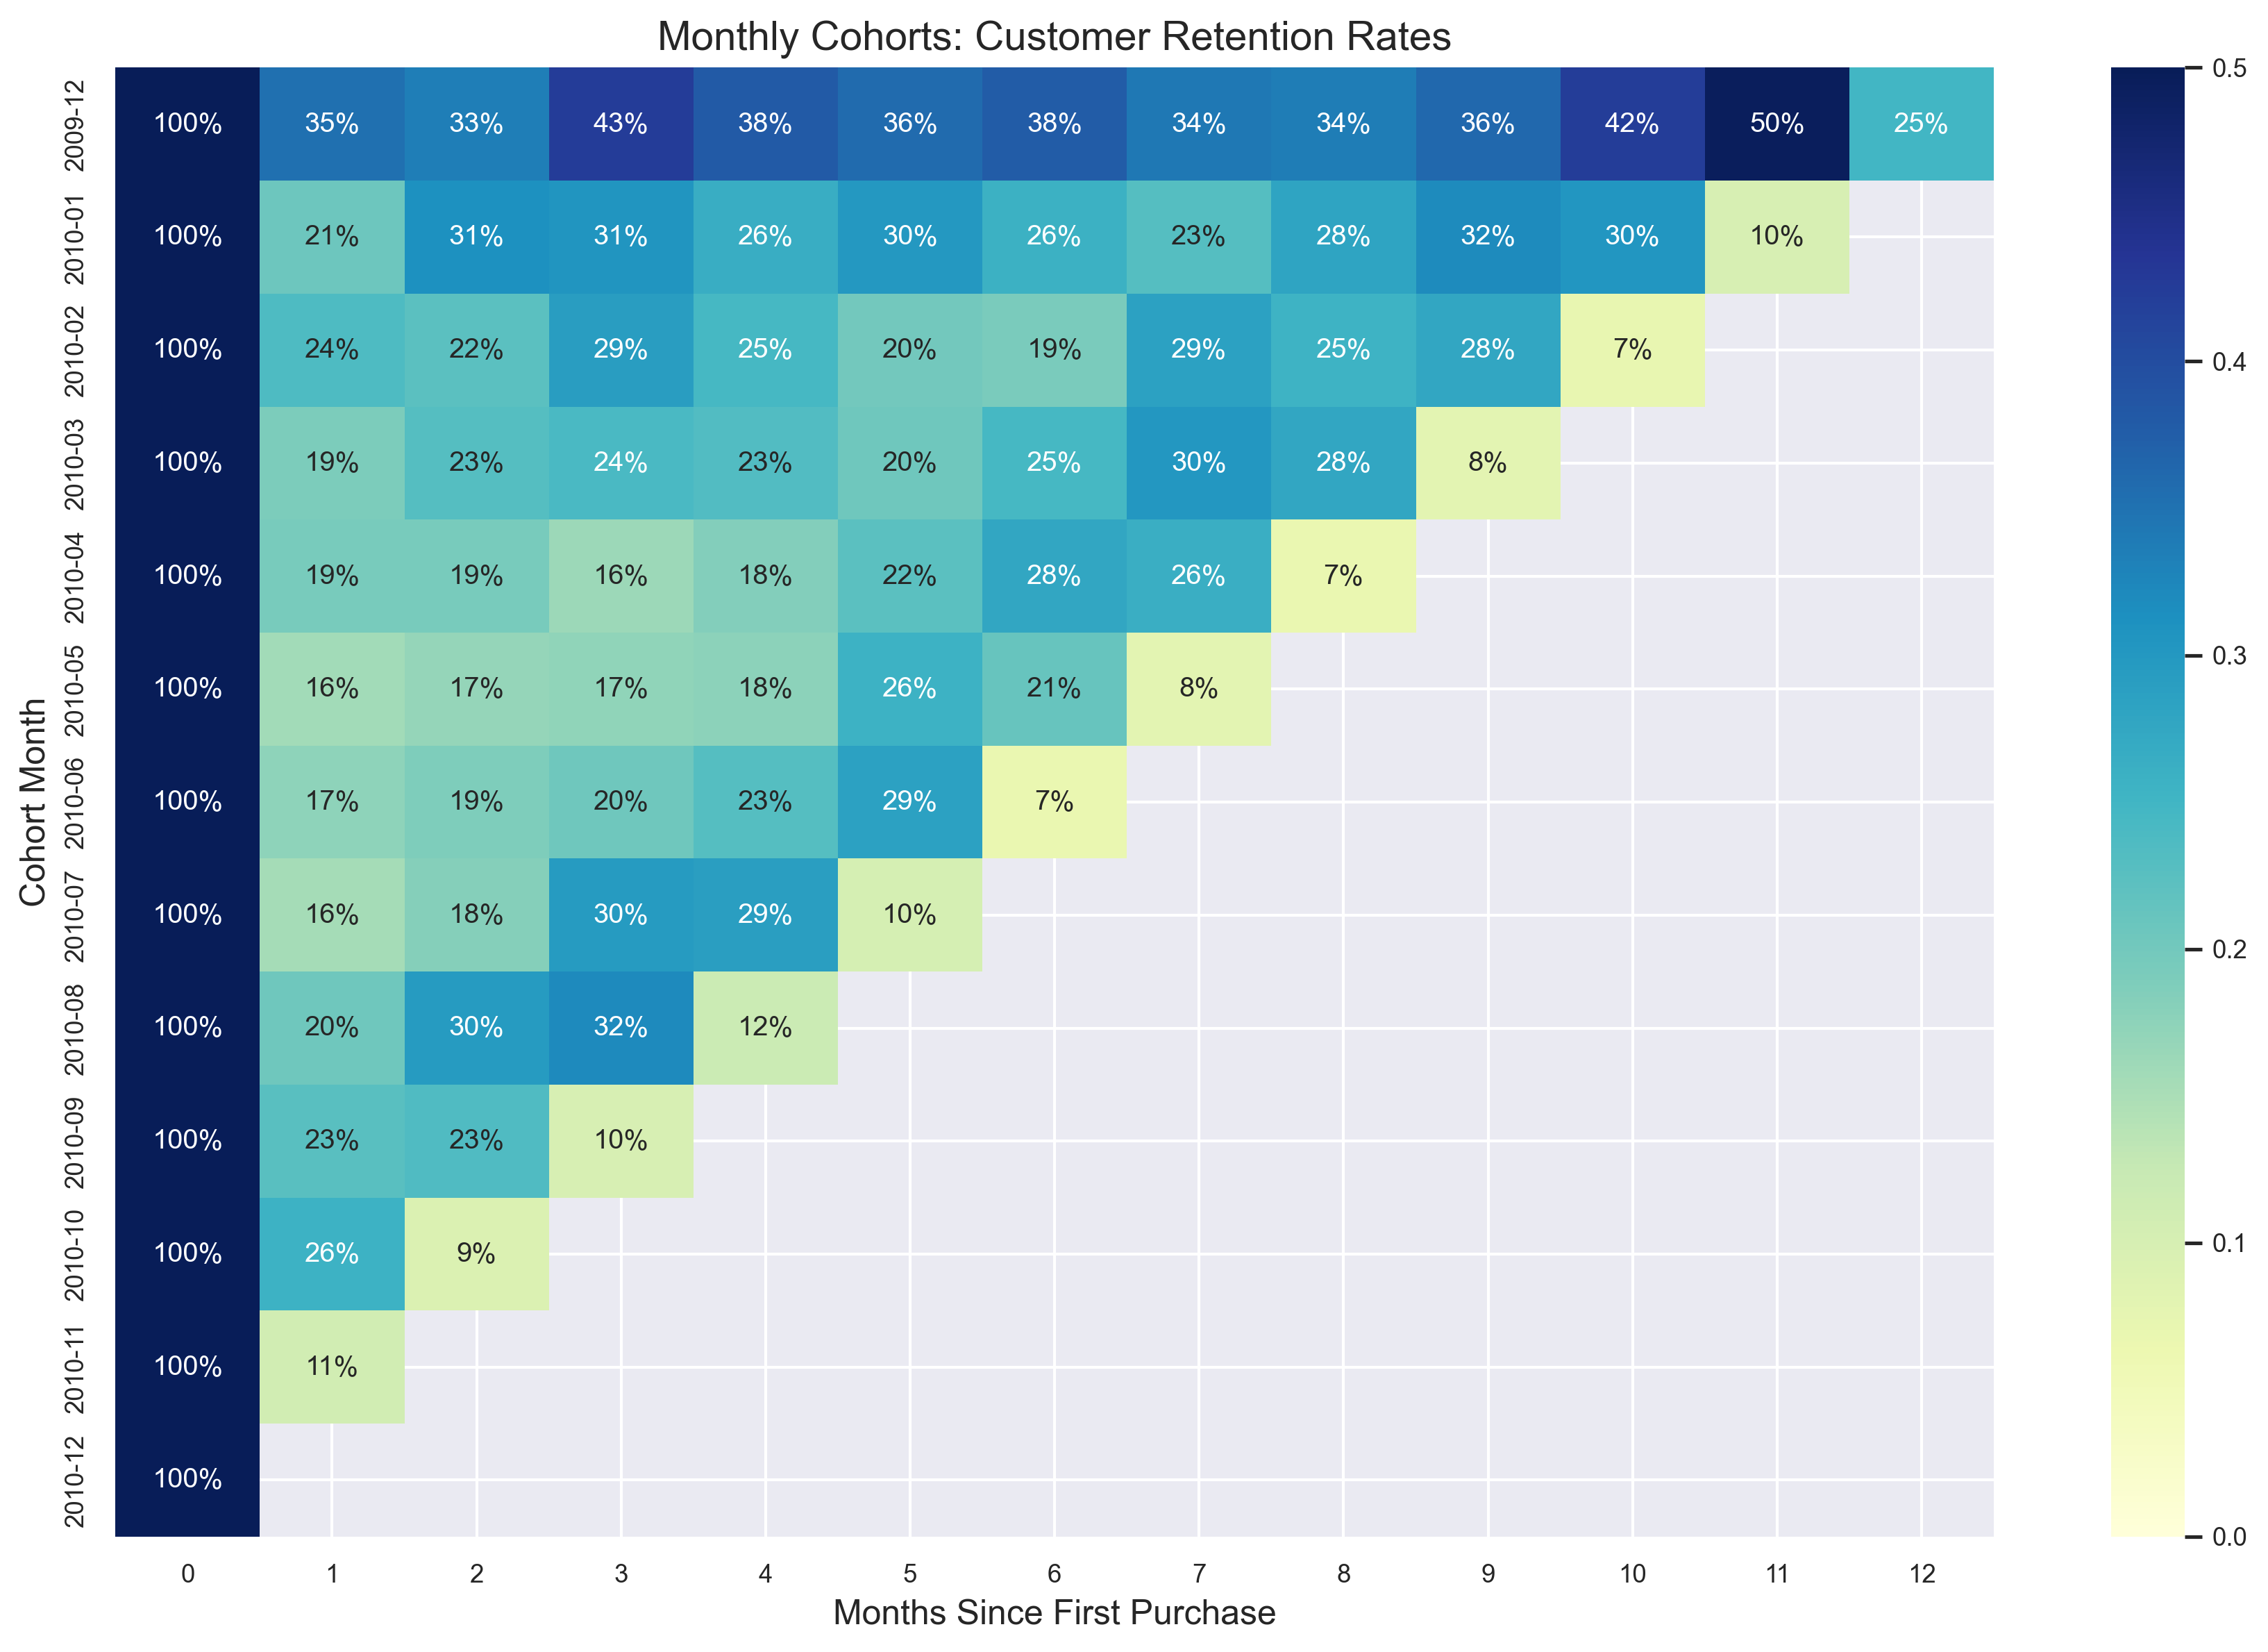 Monthly Cohorts: Customer Retention Rates
Cohort Month
2009-12 100% 35% 33% 43% 38% 36% 38% 34% 34% 36% 42% 50% 25%
2010-01 100% 21% 31% 31% 26% 30% 26% 23% 28% 32% 30% 10%
2010-02 100% 24% 22% 29% 25% 20% 19% 29% 25% 28% 7%
2010-03 100% 19% 23% 24% 23% 20% 25% 30% 28% 8%
2010-04 100% 19% 19% 16% 18% 22% 28% 26% 7%
2010-05 100% 16% 17% 17% 18% 26% 21% 8%
2010-06 100% 17% 19% 20% 23% 29% 7%
2010-07 100% 16% 18% 30% 29% 10%
2010-08 100% 20% 30% 32% 12%
2010-09 100% 23% 23% 10%
2010-10 100% 26% 9%
2010-11 100% 11%
2010-12 100%
0 1 2 3 4 5 6 7 8 9 10 11 12
Months Since First Purchase
0.5
0.4
0.3
0.2
0.1
0.0